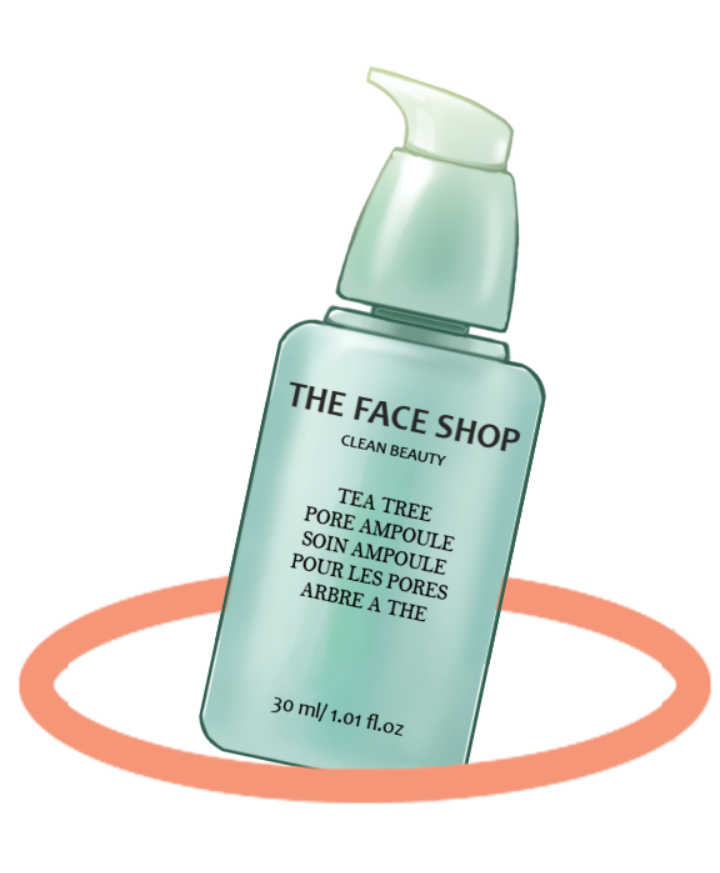 THE FACE SHOP
CLEAN BEAUTY
TEA TREE
PORE AMPOULE
SOIN AMPOULE
POUR LES PORES
ARBRE A THE
30 ml/ 1.01 fl.oz